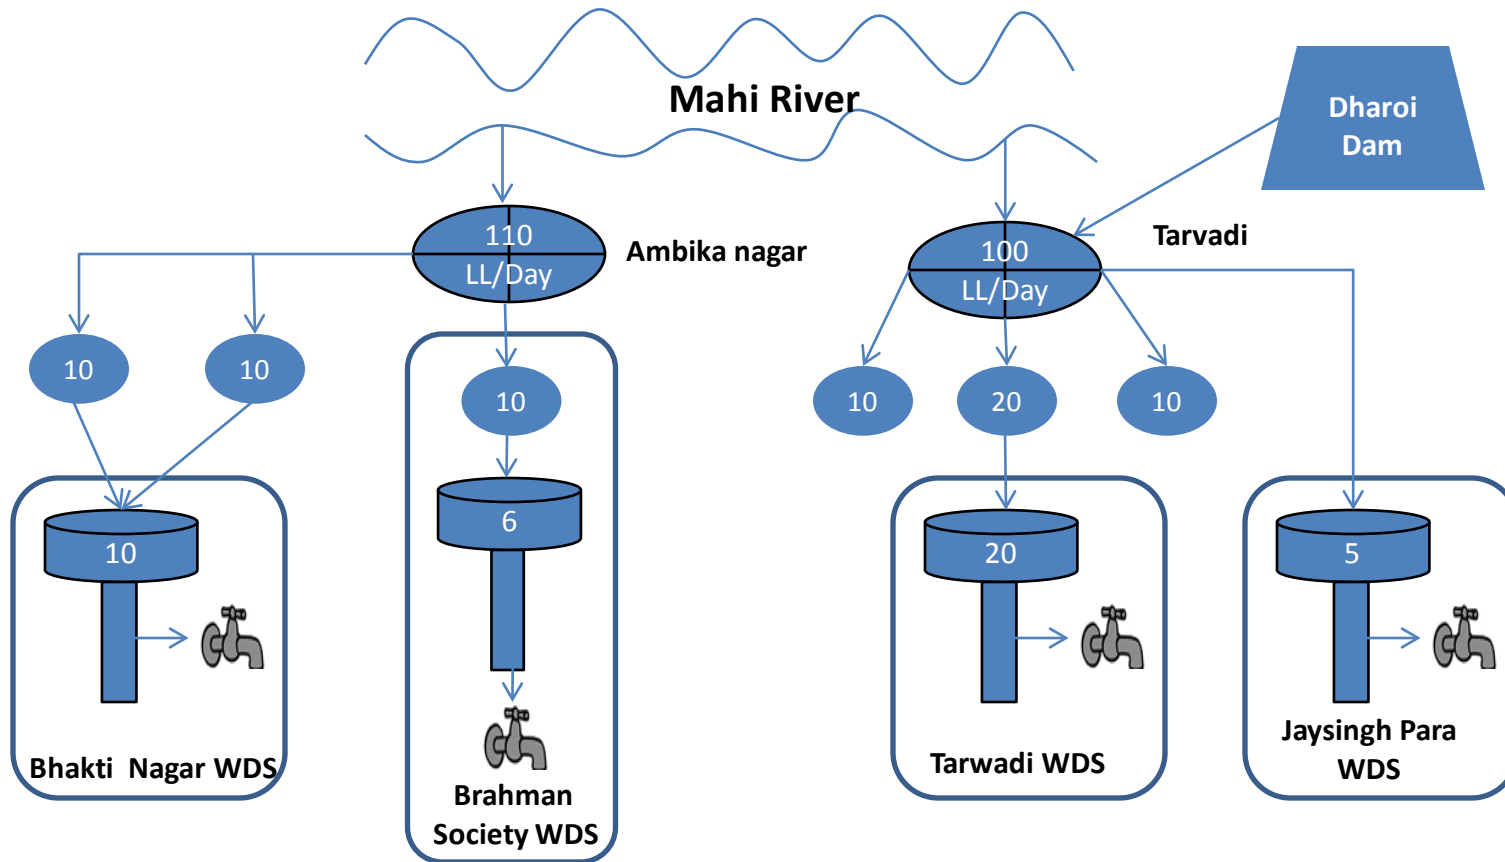 Mahi River
Dharoi
Dam
110
LL/Day
Ambika nagar
100
LL/Day
Tarvadi
10
10
10
10
20
10
10
6
20
5
Bhakti  Nagar WDS
Brahman
Society WDS
Tarwadi WDS
Jaysingh Para
WDS